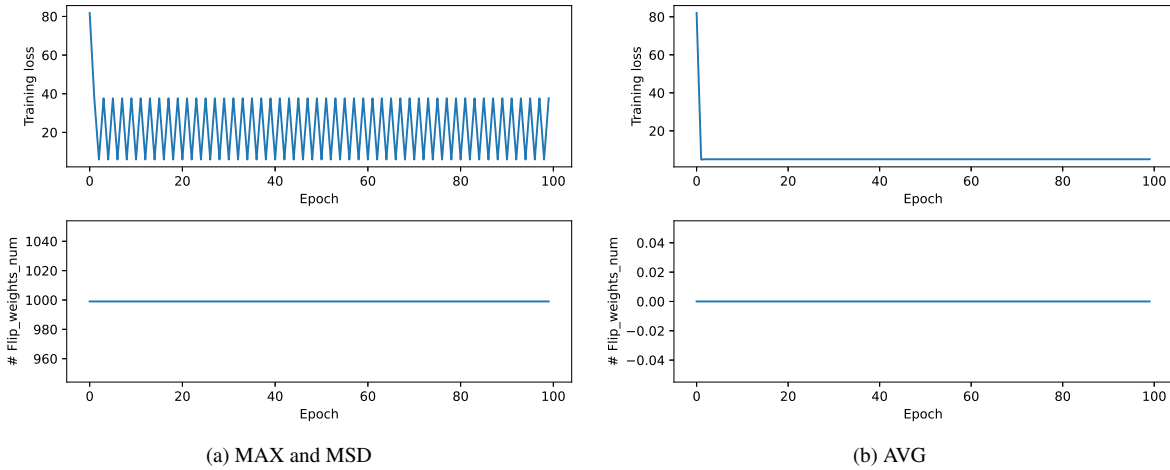 80
60
40
20
Training loss
0 20 40 60 80 100
Epoch
1040
1020
1000
980
960
# Flip_weights_num
0 20 40 60 80 100
Epoch
(a) MAX and MSD
80
60
40
20
Training loss
0 20 40 60 80 100
Epoch
0.04
0.02
0.00
−0.02
−0.04
# Flip_weights_num
0 20 40 60 80 100
Epoch
(b) AVG